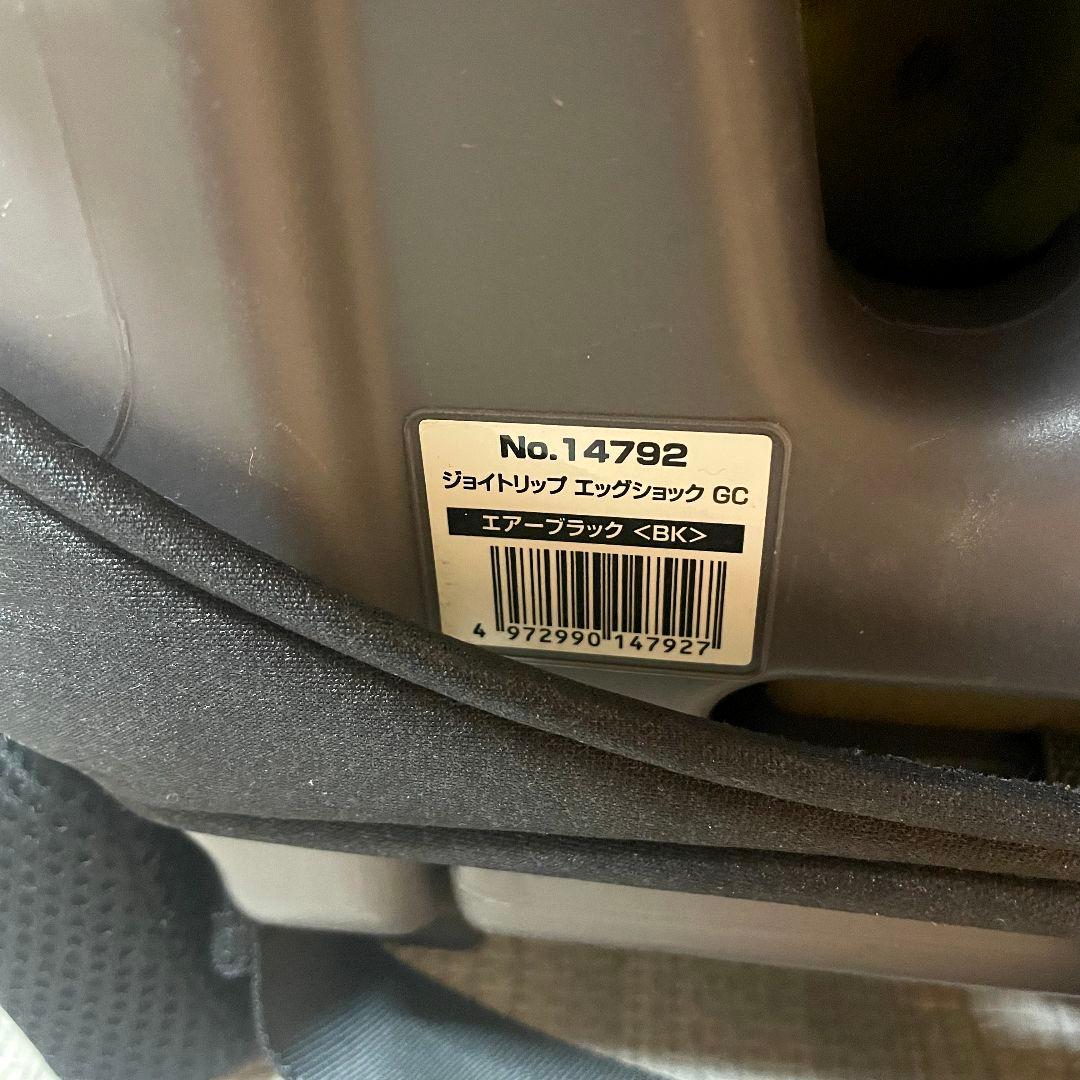 No.14792
ジョイトリップ エッグショック GC
エアーブラック <BK>
4 972990 147927